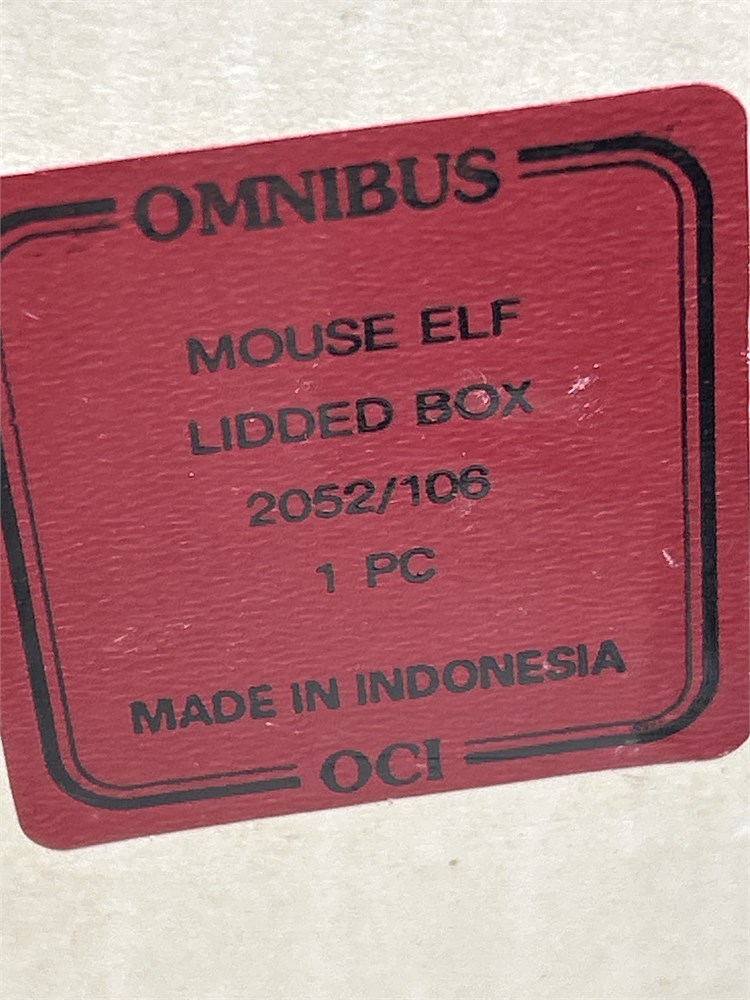 OMNIBUS
MOUSE ELF
LIDDED BOX
2052/106
1 PC
MADE IN INDONESIA
OCI